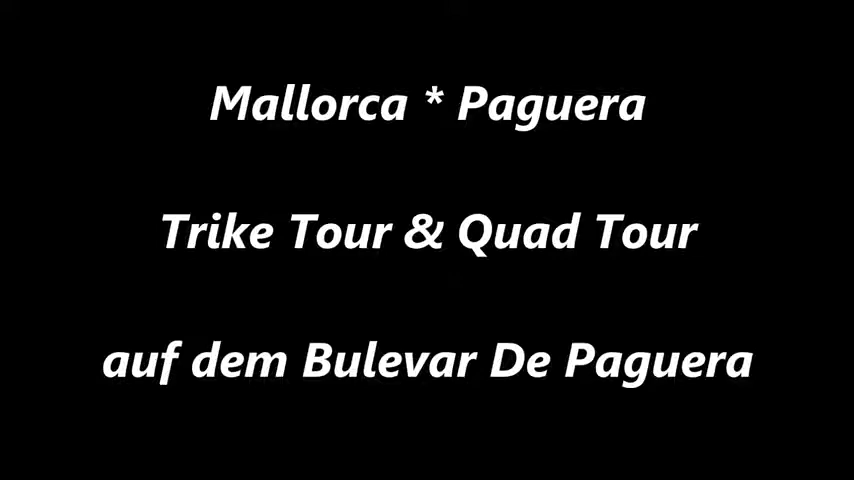 Mallorca * Paguera
Trike Tour & Quad Tour
auf dem Bulevar De Paguera